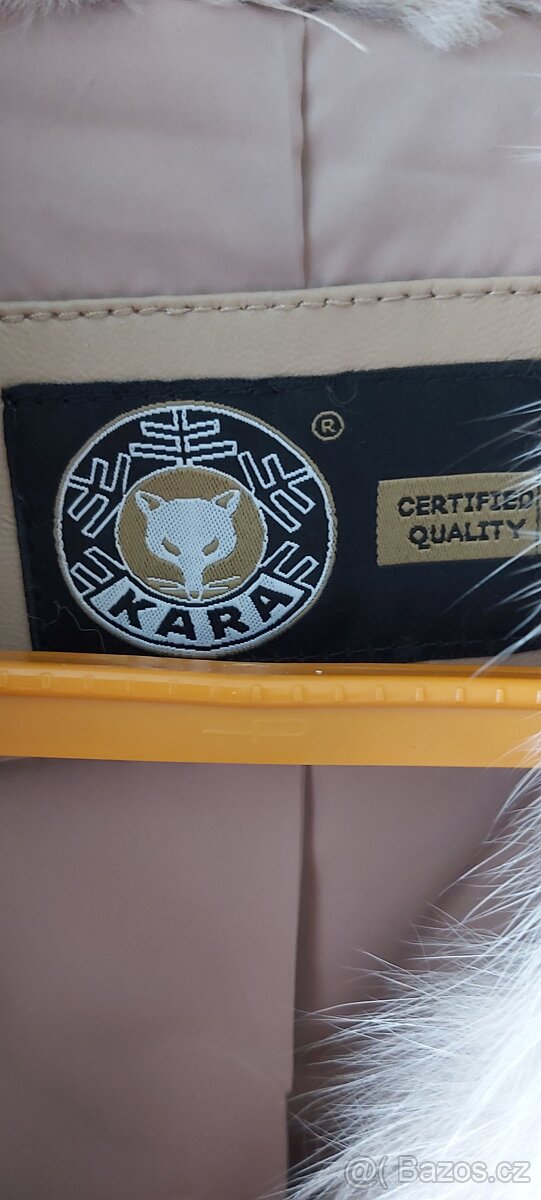 ®
CERTIFIED
QUALITY
KARA
@( Bazos.cz